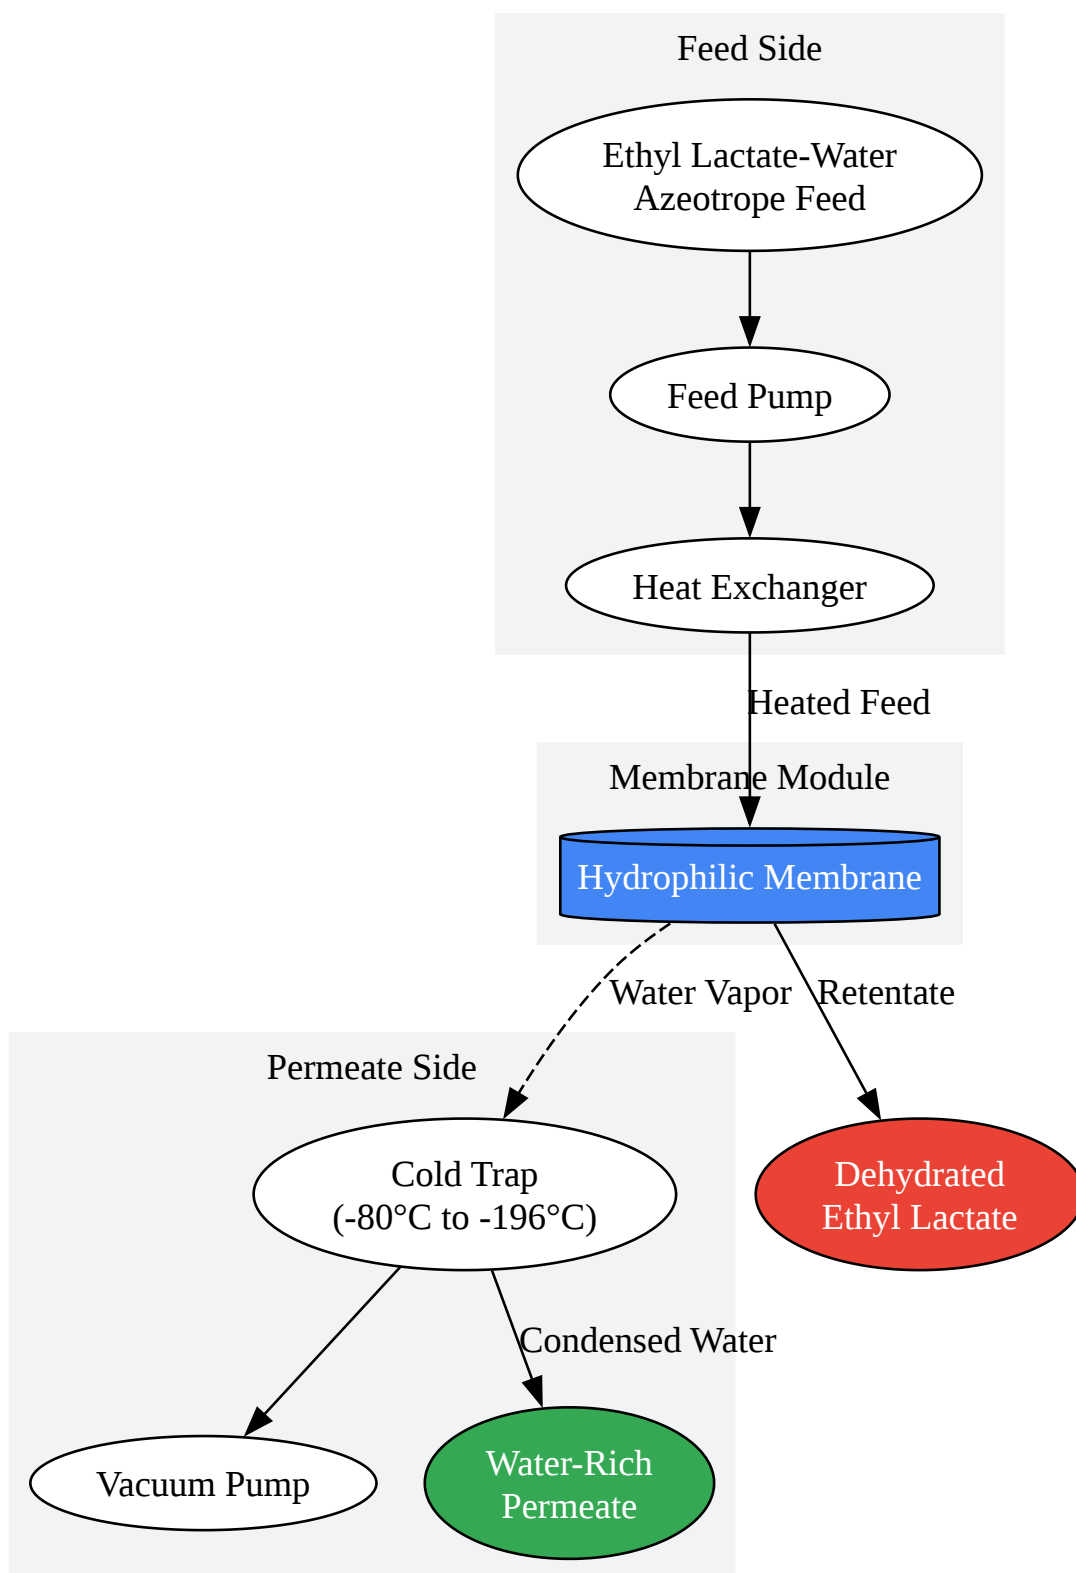 Feed Side
Ethyl Lactate-Water
Azeotrope Feed
Feed Pump
Heat Exchanger
Heated Feed
Membrane Module
Hydrophilic Membrane
Water Vapor
Retentate
Permeate Side
Cold Trap
(-80°C to -196°C)
Dehydrated
Ethyl Lactate
Condensed Water
Vacuum Pump
Water-Rich
Permeate